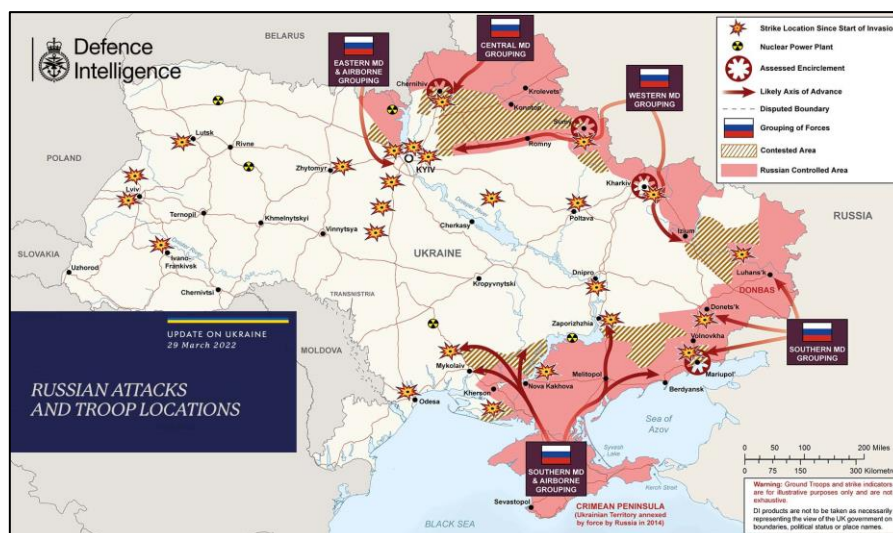 Defence
Intelligence
BELARUS
POLAND
SLOVAKIA
MOLDOVA
TRANSNISTRIA
ROMANIA
UKRAINE
RUSSIA
DONBAS
EASTERN MD
& AIRBORNE
GROUPING
CENTRAL MD
GROUPING
WESTERN MD
GROUPING
SOUTHERN MD
GROUPING
SOUTHERN MD
& AIRBORNE
GROUPING
Strike Location Since Start of Invasion
Nuclear Power Plant
Assessed Encirclement
Likely Axis of Advance
Disputed Boundary
Grouping of Forces
Contested Area
Russian Controlled Area
Chernihiv
Krolevets
Konotop
Sumy
Romny
Lutsk
Rivne
Zhytomyr
KYIV
Kharkiv
Lviv
Ternopil
Khmelnytskyi
Vinnytsya
Cherkasy
Poltava
Izium
Ivano-
Frankivsk
Uzhorod
Chernivtsi
Kropyvnytski
Dnipro
Luhans'k
Donets'k
Zaporizhzhia
Volnovkha
Mariupol'
Mykolaiv
Nova Kakhova
Melitopol
Berdyansk
Kherson
Odesa
Sea of
Azov
Syvash
Lake
Kerch Strait
Sevastopol
BLACK SEA
CRIMEAN PENINSULA
(Ukrainian Territory annexed
by force by Russia in 2014)
UPDATE ON UKRAINE
29 March 2022
RUSSIAN ATTACKS
AND TROOP LOCATIONS
0 50 100 200 Miles
0 75 150 300 Kilometre
Warning: Ground Troops and strike indicators
are for illustrative purposes only and are not
exhaustive.
DI products are not to be taken as necessarily
representing the view of the UK government on
boundaries, political status or place names.